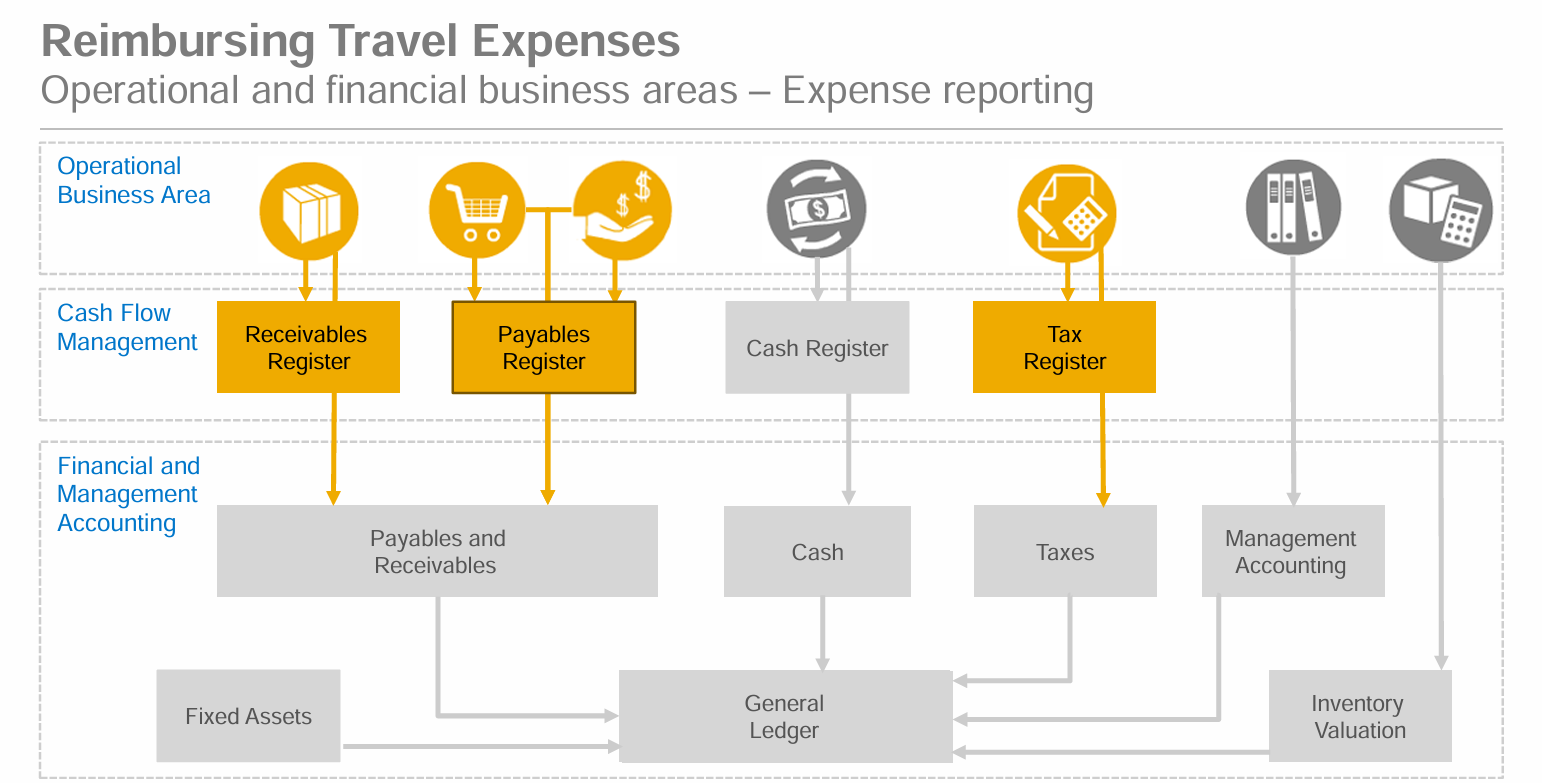 Reimbursing Travel Expenses
Operational and financial business areas – Expense reporting
Operational
Business Area
$
$
$
Cash Flow
Management
Receivables
Register
Payables
Register
Cash Register
Tax
Register
Financial and
Management
Accounting
Payables and
Receivables
Cash
Taxes
Management
Accounting
Fixed Assets
General
Ledger
Inventory
Valuation